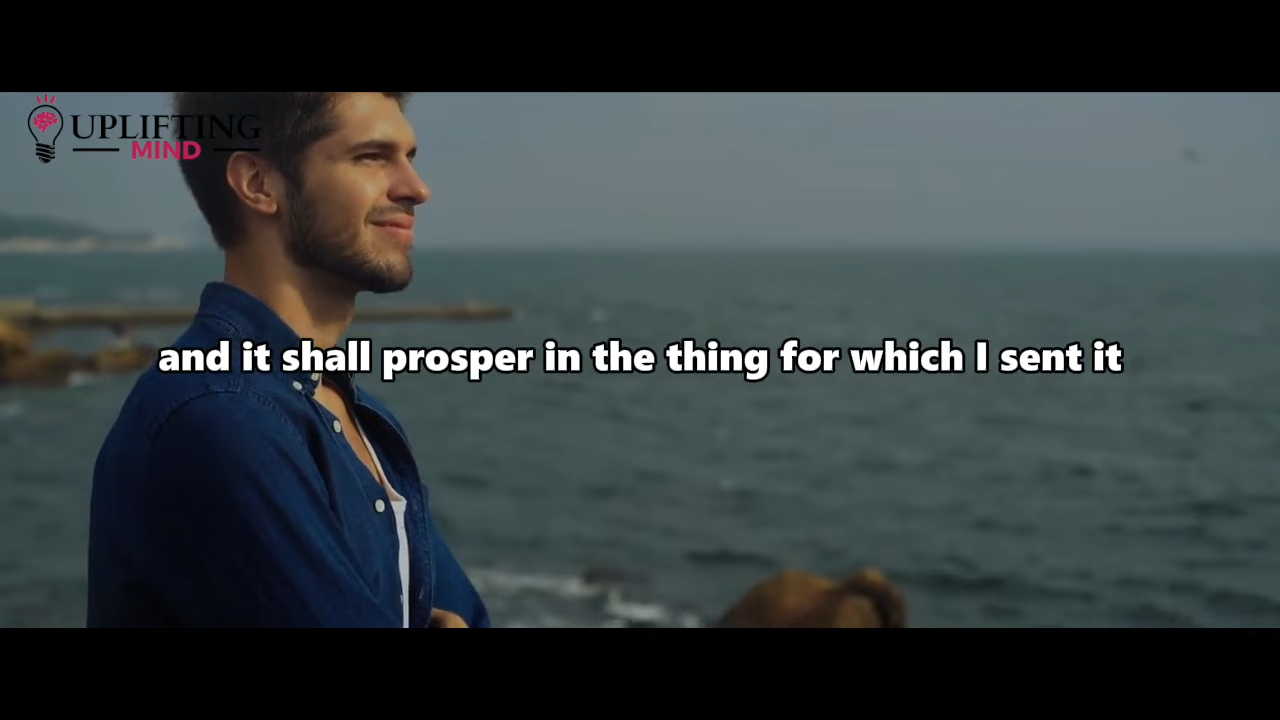 UPLIFTING
MIND
and it shall prosper in the thing for which I sent it